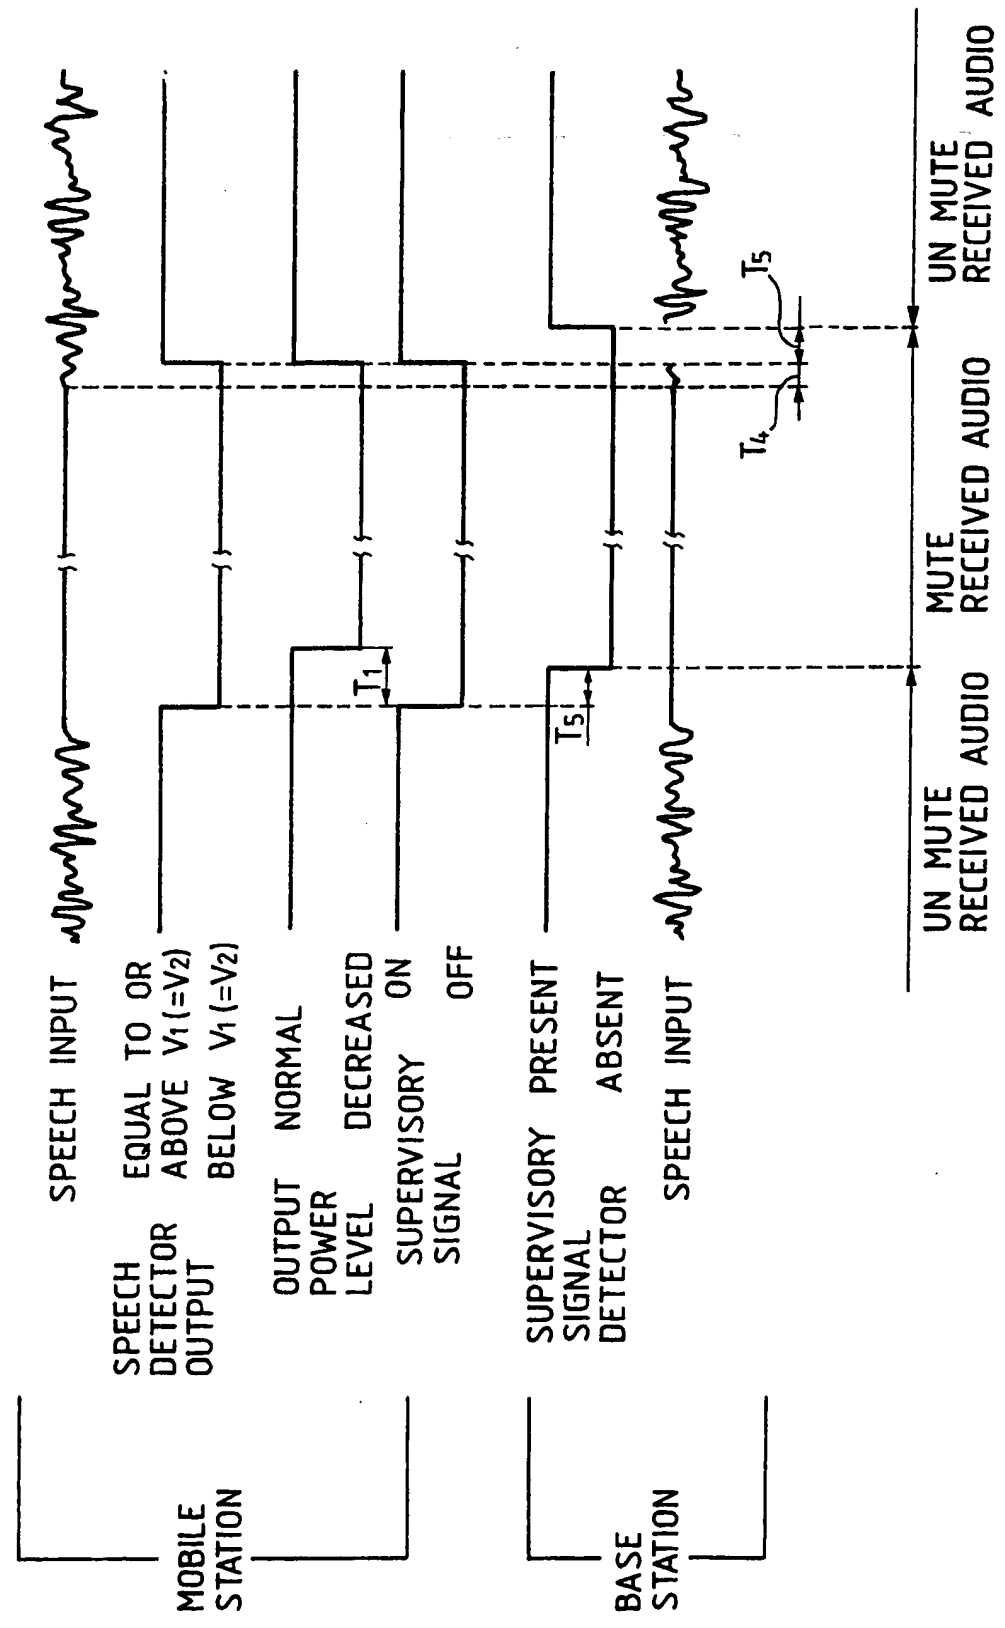 MOBILE
STATION
SPEECH INPUT
SPEECH
DETECTOR
OUTPUT
EQUAL TO OR
ABOVE V1 (=V2)
BELOW V1 (=V2)
OUTPUT
POWER
LEVEL
NORMAL
DECREASED
SUPERVISORY
SIGNAL
ON
OFF
T1
BASE
STATION
SUPERVISORY
SIGNAL
DETECTOR
PRESENT
ABSENT
T5
SPEECH INPUT
T4
T5
UN MUTE
RECEIVED AUDIO
MUTE
RECEIVED AUDIO
UN MUTE
RECEIVED AUDIO